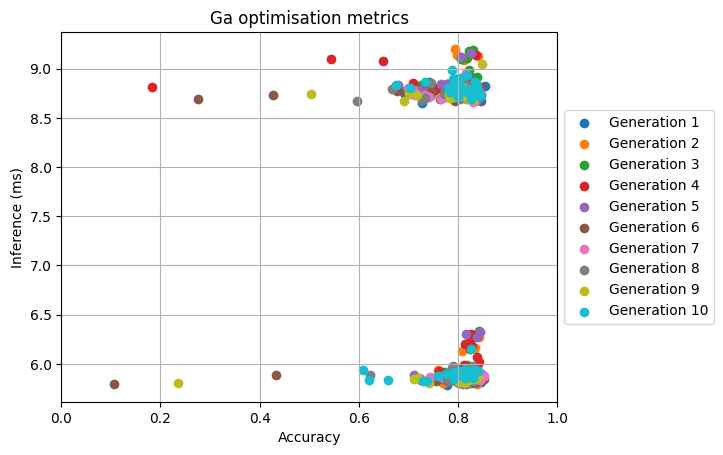 Ga optimisation metrics
9.0
8.5
8.0
7.5
7.0
6.5
6.0
Inference (ms)
0.0 0.2 0.4 0.6 0.8 1.0
Accuracy
Generation 1
Generation 2
Generation 3
Generation 4
Generation 5
Generation 6
Generation 7
Generation 8
Generation 9
Generation 10